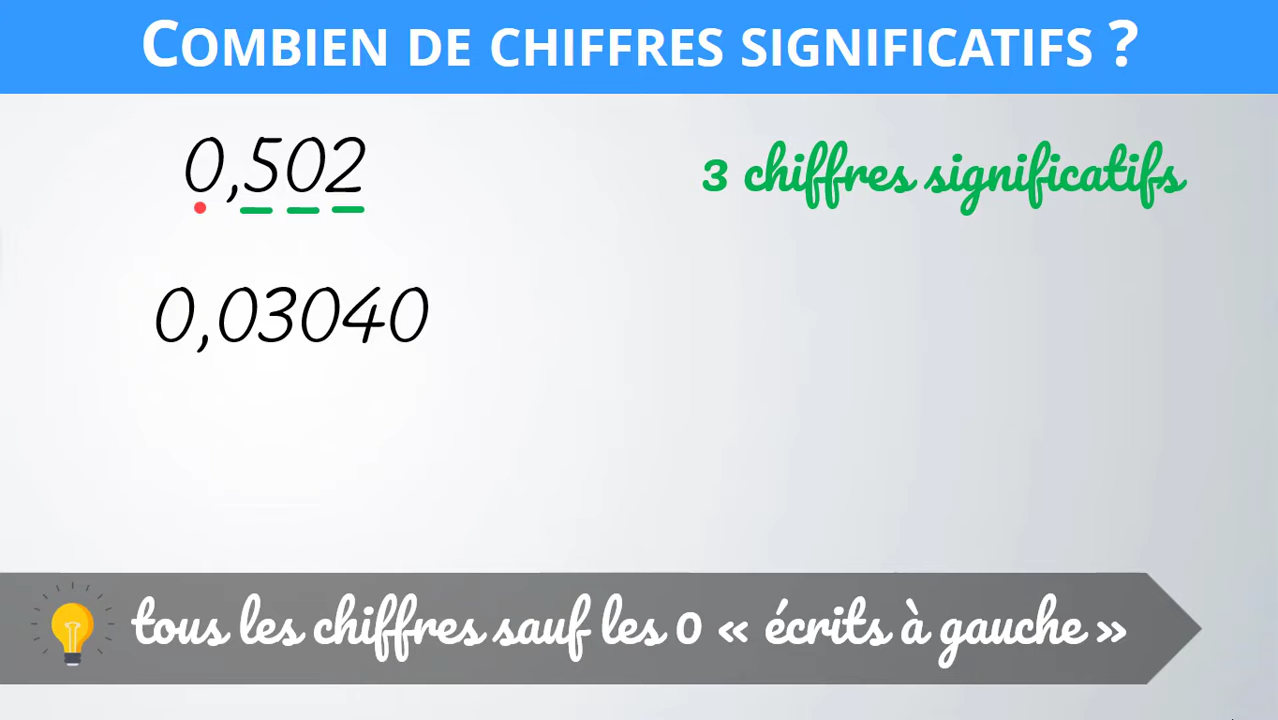 COMBIEN DE CHIFFRES SIGNIFICATIFS ?
0,502
3 chiffres significatifs
0,03040
tous les chiffres sauf les 0 « écrits à gauche »